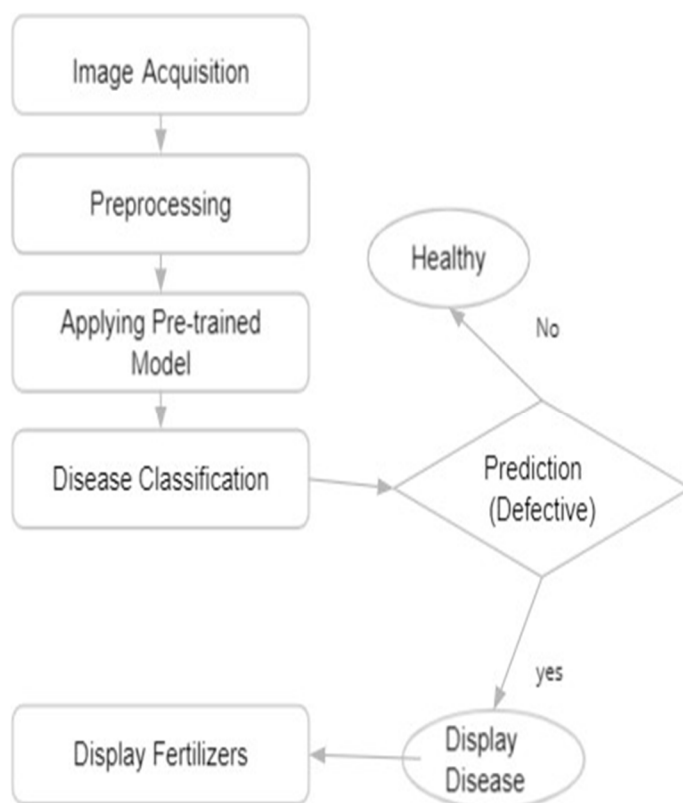 Image Acquisition
Preprocessing
Applying Pre-trained
Model
Disease Classification
Prediction
(Defective)
No
Healthy
yes
Display
Disease
Display Fertilizers